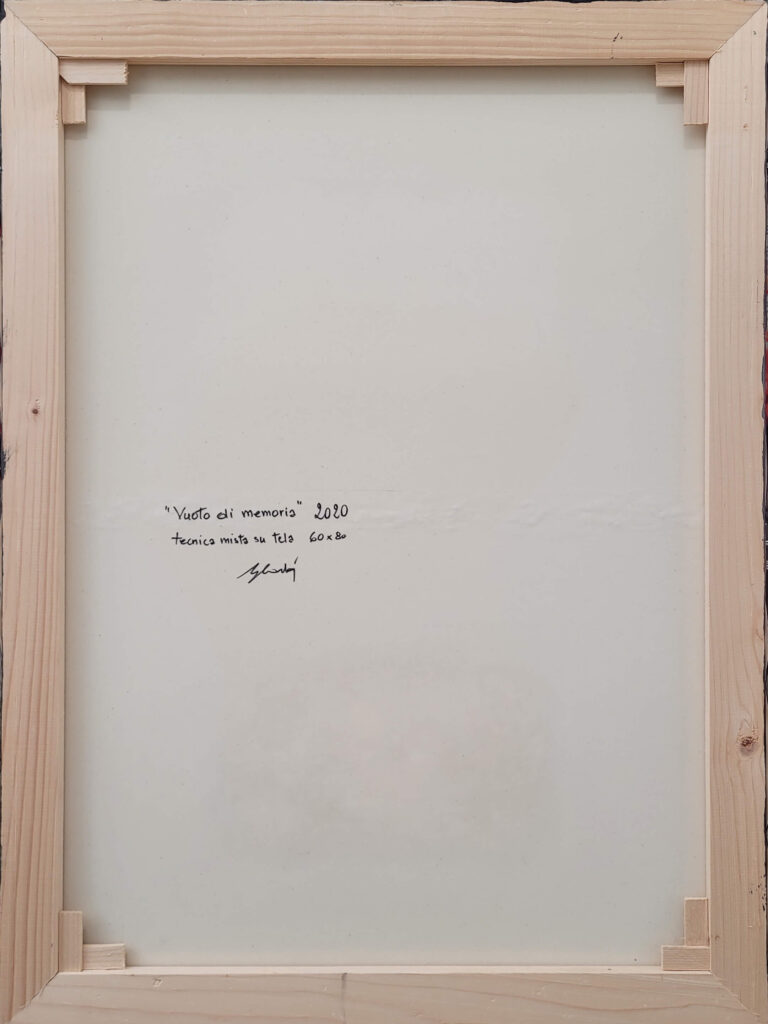 "Vuoto di memoria" 2020
tecnica mista su tela 60x80